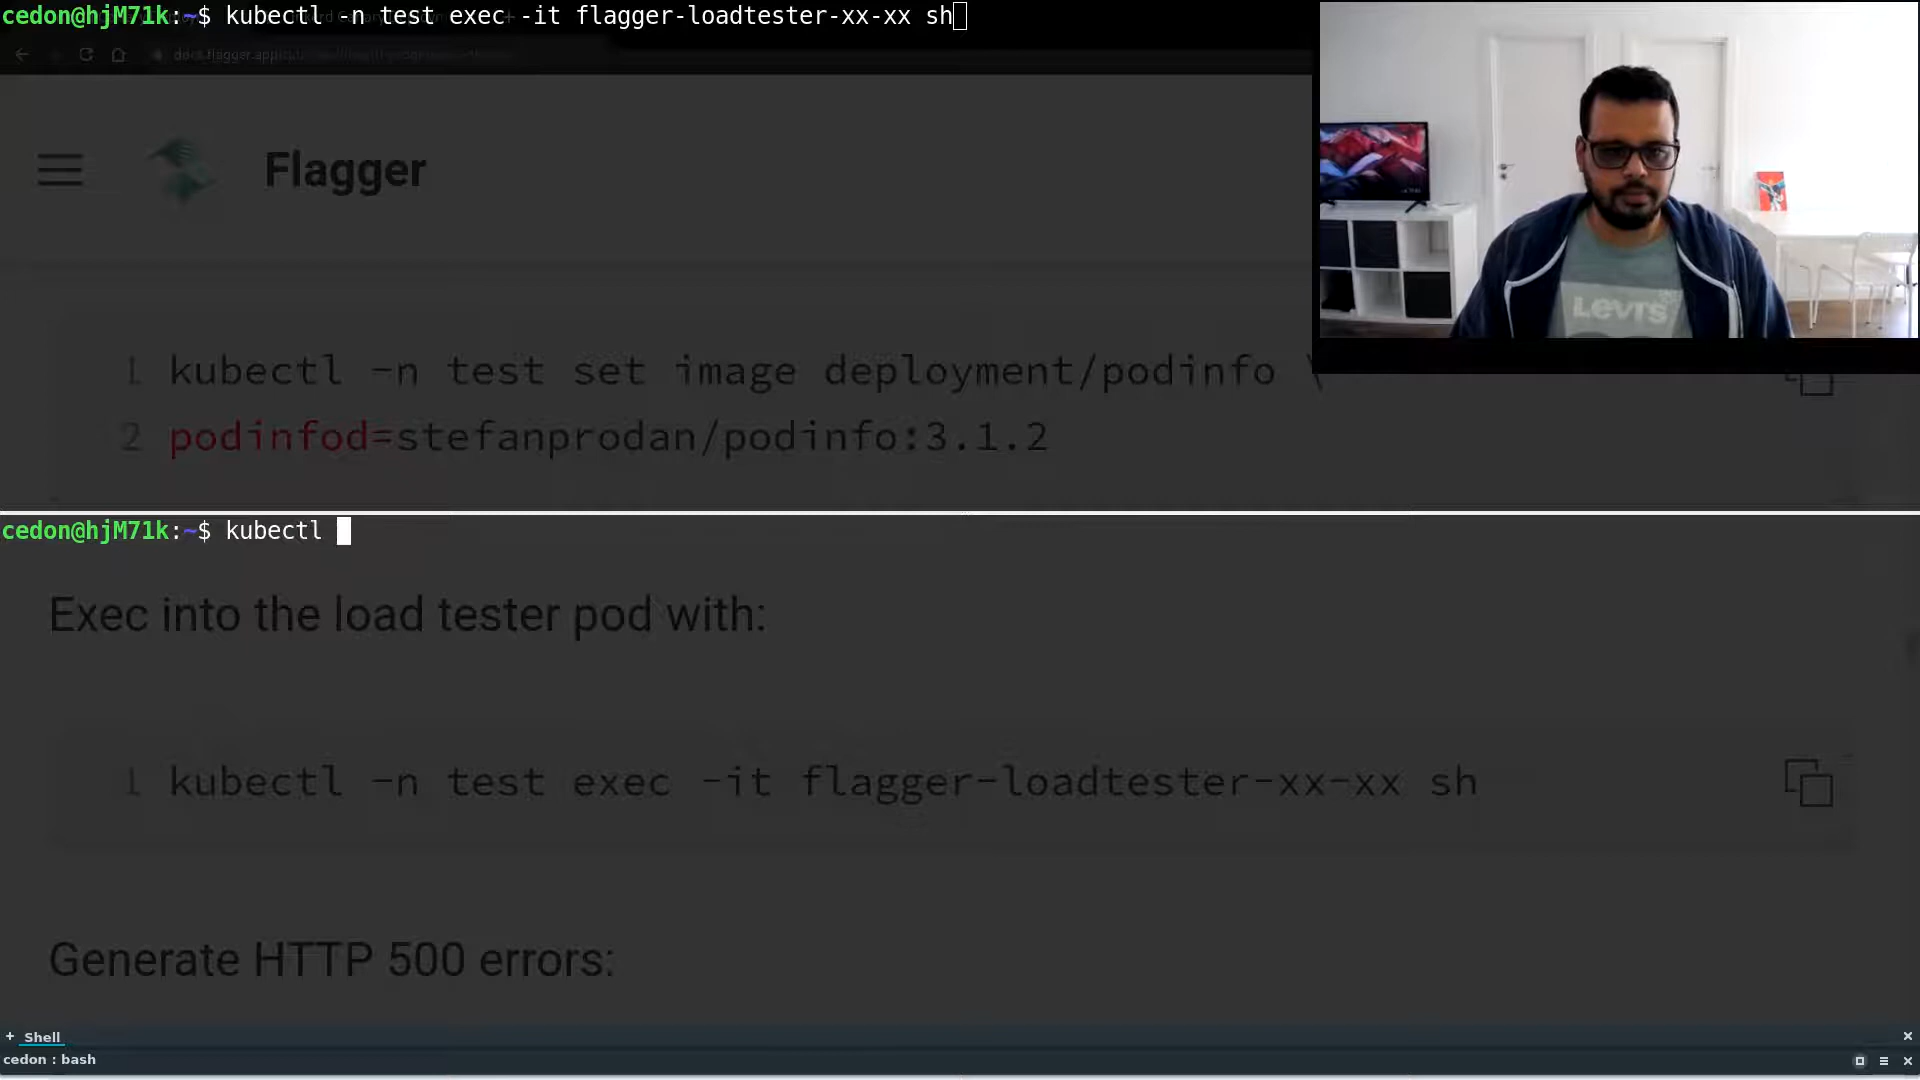 cedon@hjM71k:~$ kubectl -n test exec -it flagger-loadtester-xx-xx sh
Flagger
LEVI'S
1 kubectl -n test set image deployment/podinfo \
2 podinfod=stefanprodan/podinfo:3.1.2
cedon@hjM71k:~$ kubectl
Exec into the load tester pod with:
1 kubectl -n test exec -it flagger-loadtester-xx-xx sh
Generate HTTP 500 errors:
+ Shell
cedon : bash